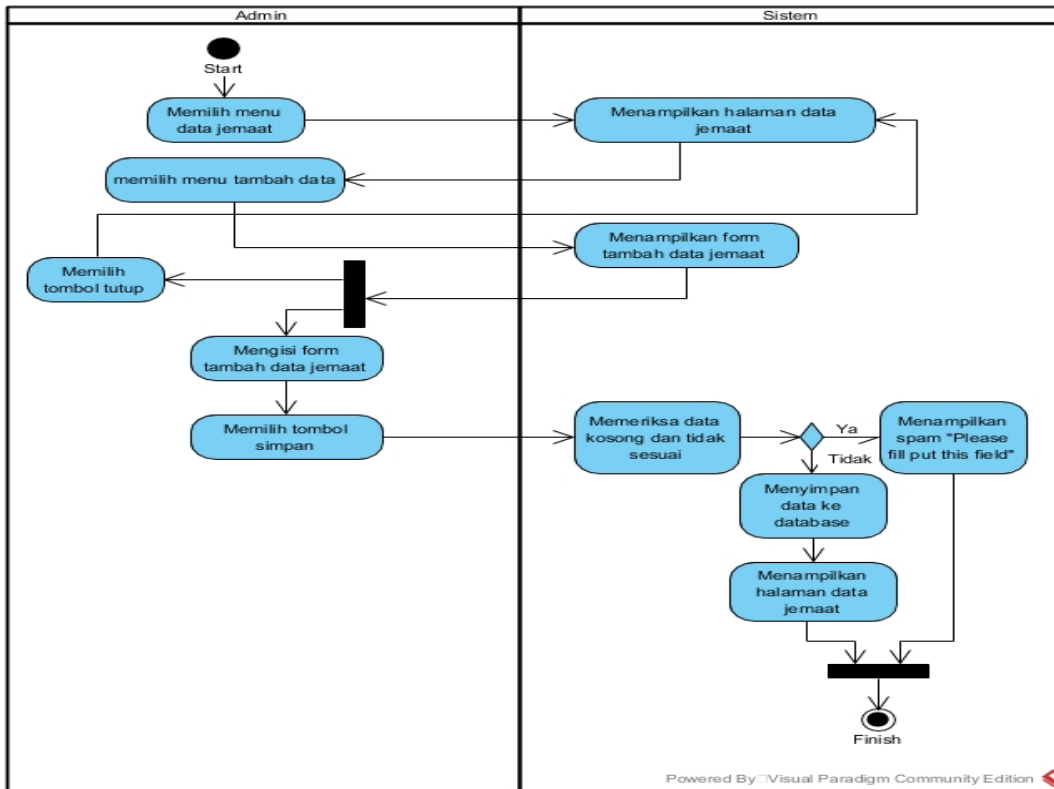 Admin
Sistem
Start
Memilih menu
data jemaat
Menampilkan halaman data
jemaat
memilih menu tambah data
Menampilkan form
tambah data jemaat
Memilih
tombol tutup
Mengisi form
tambah data jemaat
Memilih tombol
simpan
Memeriksa data
kosong dan tidak
sesuai
Ya
Tidak
Menampilkan
spam "Please
fill put this field"
Menyimpan
data ke
database
Menampilkan
halaman data
jemaat
Finish
Powered By Visual Paradigm Community Edition